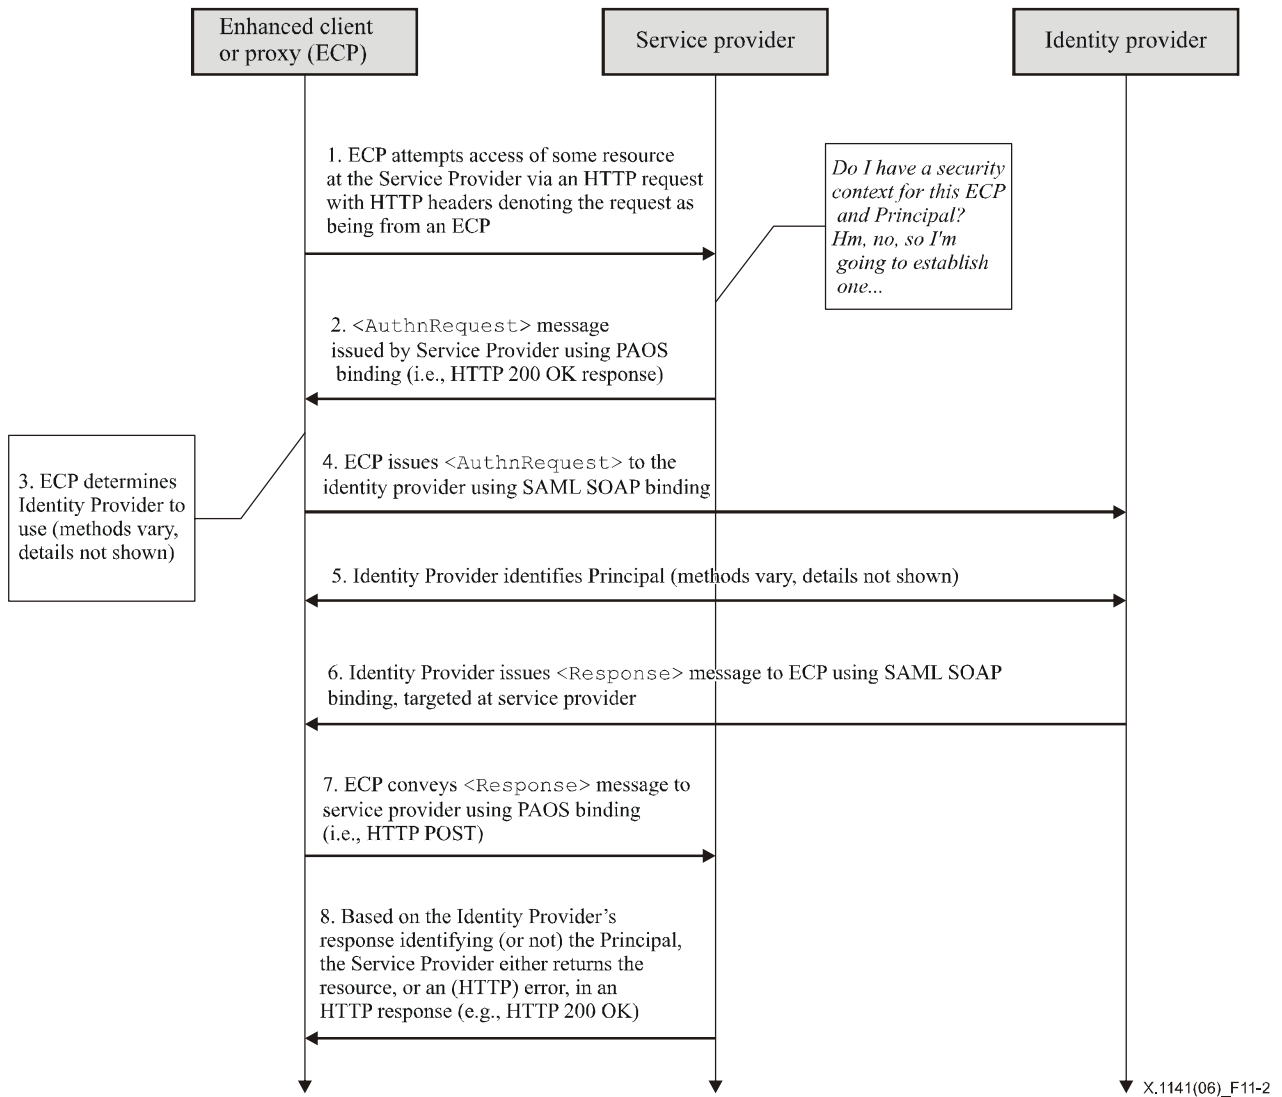 Enhanced client
or proxy (ECP)
Service provider
Identity provider
1. ECP attempts access of some resource
at the Service Provider via an HTTP request
with HTTP headers denoting the request as
being from an ECP
Do I have a security
context for this ECP
and Principal?
Hm, no, so I'm
going to establish
one...
2. <AuthnRequest> message
issued by Service Provider using PAOS
binding (i.e., HTTP 200 OK response)
3. ECP determines
Identity Provider to
use (methods vary,
details not shown)
4. ECP issues <AuthnRequest> to the
identity provider using SAML SOAP binding
5. Identity Provider identifies Principal (methods vary, details not shown)
6. Identity Provider issues <Response> message to ECP using SAML SOAP
binding, targeted at service provider
7. ECP conveys <Response> message to
service provider using PAOS binding
(i.e., HTTP POST)
8. Based on the Identity Provider’s
response identifying (or not) the Principal,
the Service Provider either returns the
resource, or an (HTTP) error, in an
HTTP response (e.g., HTTP 200 OK)
X.1141(06)_F11-2